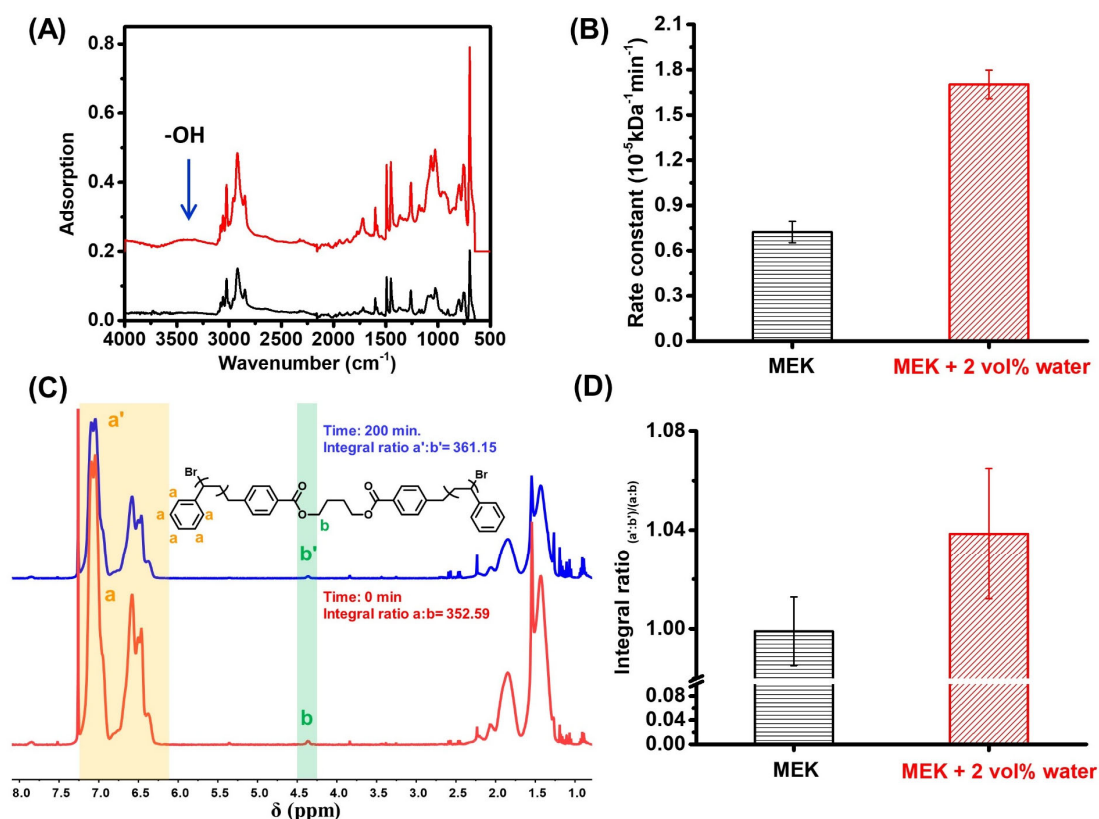 (A)
0.8
0.6
0.4
0.2
0.0
Adsorption
-OH
4000 3500 3000 2500 2000 1500 1000 500
Wavenumber (cm-1)
(B)
2.1
1.8
1.5
1.2
0.9
0.6
0.3
0.0
Rate constant (10-5kDa-1min-1)
MEK
MEK + 2 vol% water
(C)
a'
Time: 200 min.
Integral ratio a':b'= 361.15
Br
Br
a
a
a
a
a
O
O
O
O
b
b'
a
Time: 0 min
Integral ratio a:b= 352.59
b
8.0 7.5 7.0 6.5 6.0 5.5 5.0 4.5 4.0 3.5 3.0 2.5 2.0 1.5 1.0
δ (ppm)
(D)
1.08
1.04
1.00
0.08
0.04
0.00
Integral ratio (a':b')/(a:b)
MEK
MEK + 2 vol% water